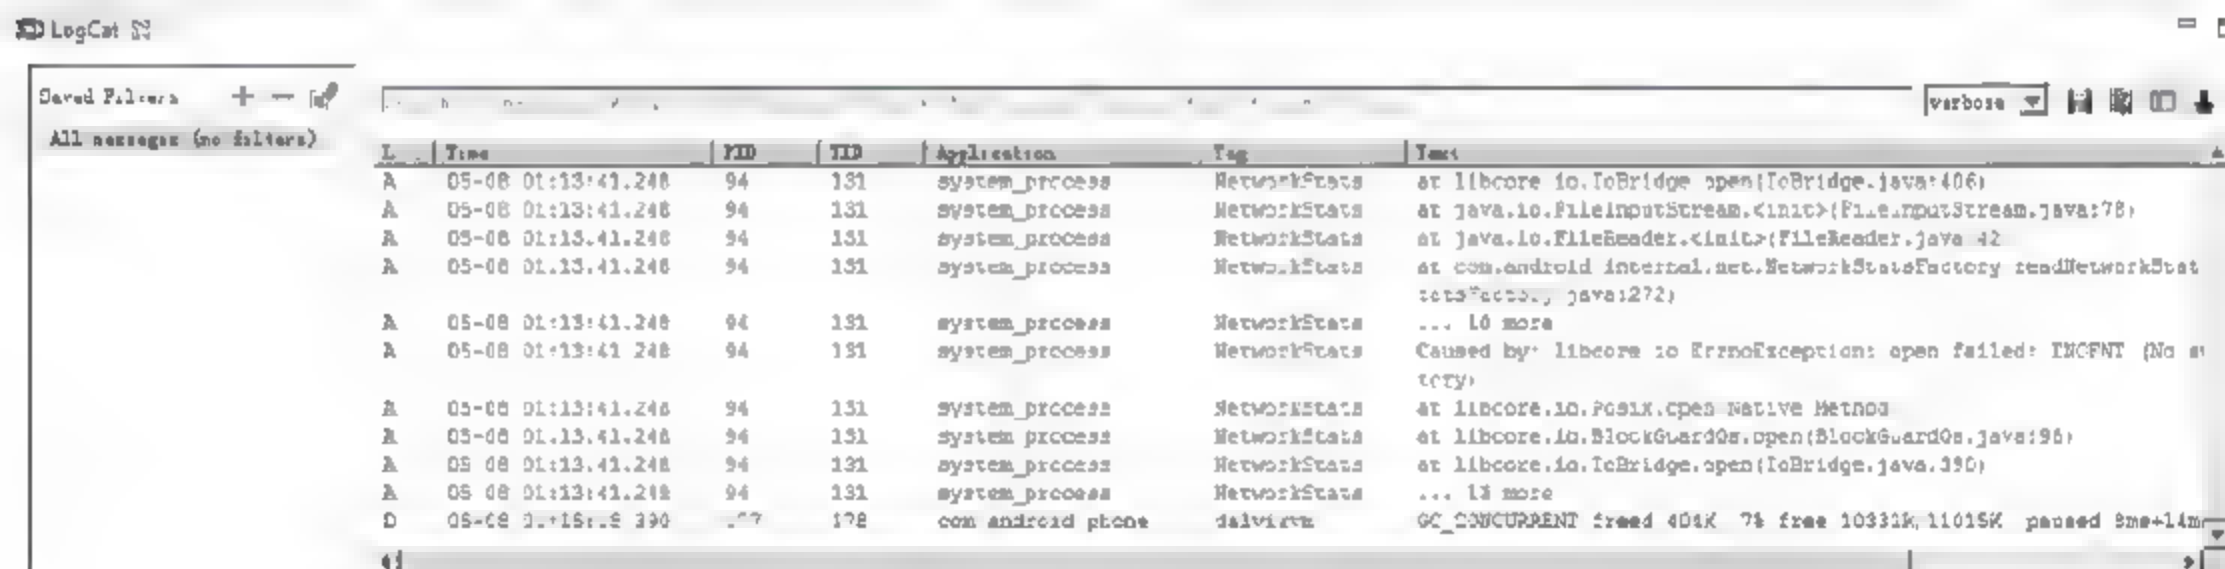 LogCat
Saved Filters
All messages (no filters)
verbose
L Time PID TID Application Tag Text
A 05-08 01:13:41.248 94 131 system_process NetworkStats at libcore.io.IoBridge.open(IoBridge.java:406)
A 05-08 01:13:41.248 94 131 system_process NetworkStats at java.io.FileInputStream.<init>(FileInputStream.java:78)
A 05-08 01:13:41.248 94 131 system_process NetworkStats at java.io.FileReader.<init>(FileReader.java:42
A 05-08 01:13:41.248 94 131 system_process NetworkStats at com.android.internal.net.NetworkStatsFactory.readNetworkStat
tatsFactory.java:272)
A 05-08 01:13:41.248 94 131 system_process NetworkStats ... 10 more
A 05-08 01:13:41.248 94 131 system_process NetworkStats Caused by: libcore.io.ErrnoException: open failed: ENOENT (No
tory)
A 05-08 01:13:41.248 94 131 system_process NetworkStats at libcore.io.Posix.open Native Method
A 05-08 01:13:41.248 94 131 system_process NetworkStats at libcore.io.BlockGuardOs.open(BlockGuardOs.java:98)
A 05-08 01:13:41.248 94 131 system_process NetworkStats at libcore.io.IoBridge.open(IoBridge.java:390)
A 05-08 01:13:41.248 94 131 system_process NetworkStats ... 13 more
D 05-08 178 com.android.phone dalvikvm GC_CONCURRENT freed 404K 7% free 11015K paused 8ms+14m